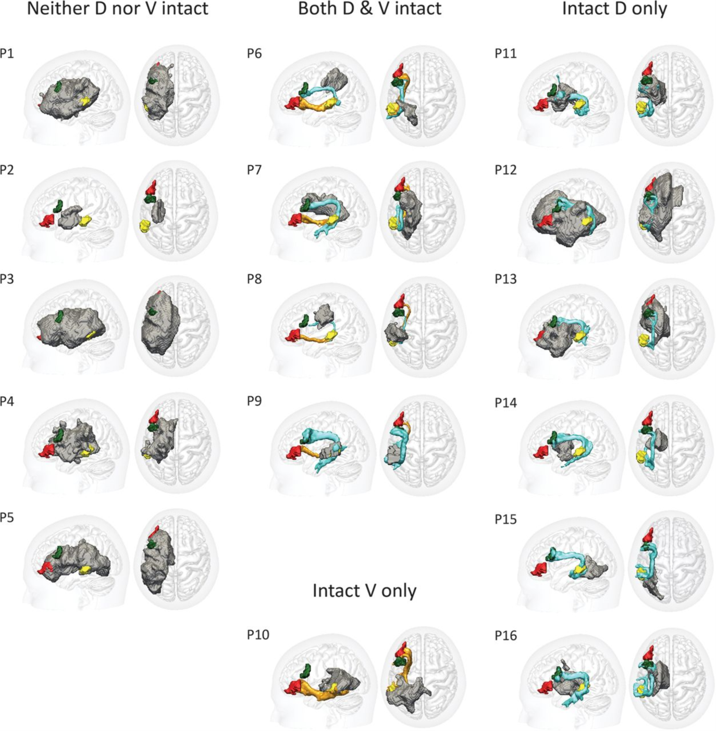 Neither D nor V intact
Both D & V intact
Intact D only
P1
P6
P11
P2
P7
P12
P3
P8
P13
P4
P9
P14
P5
P15
Intact V only
P10
P16